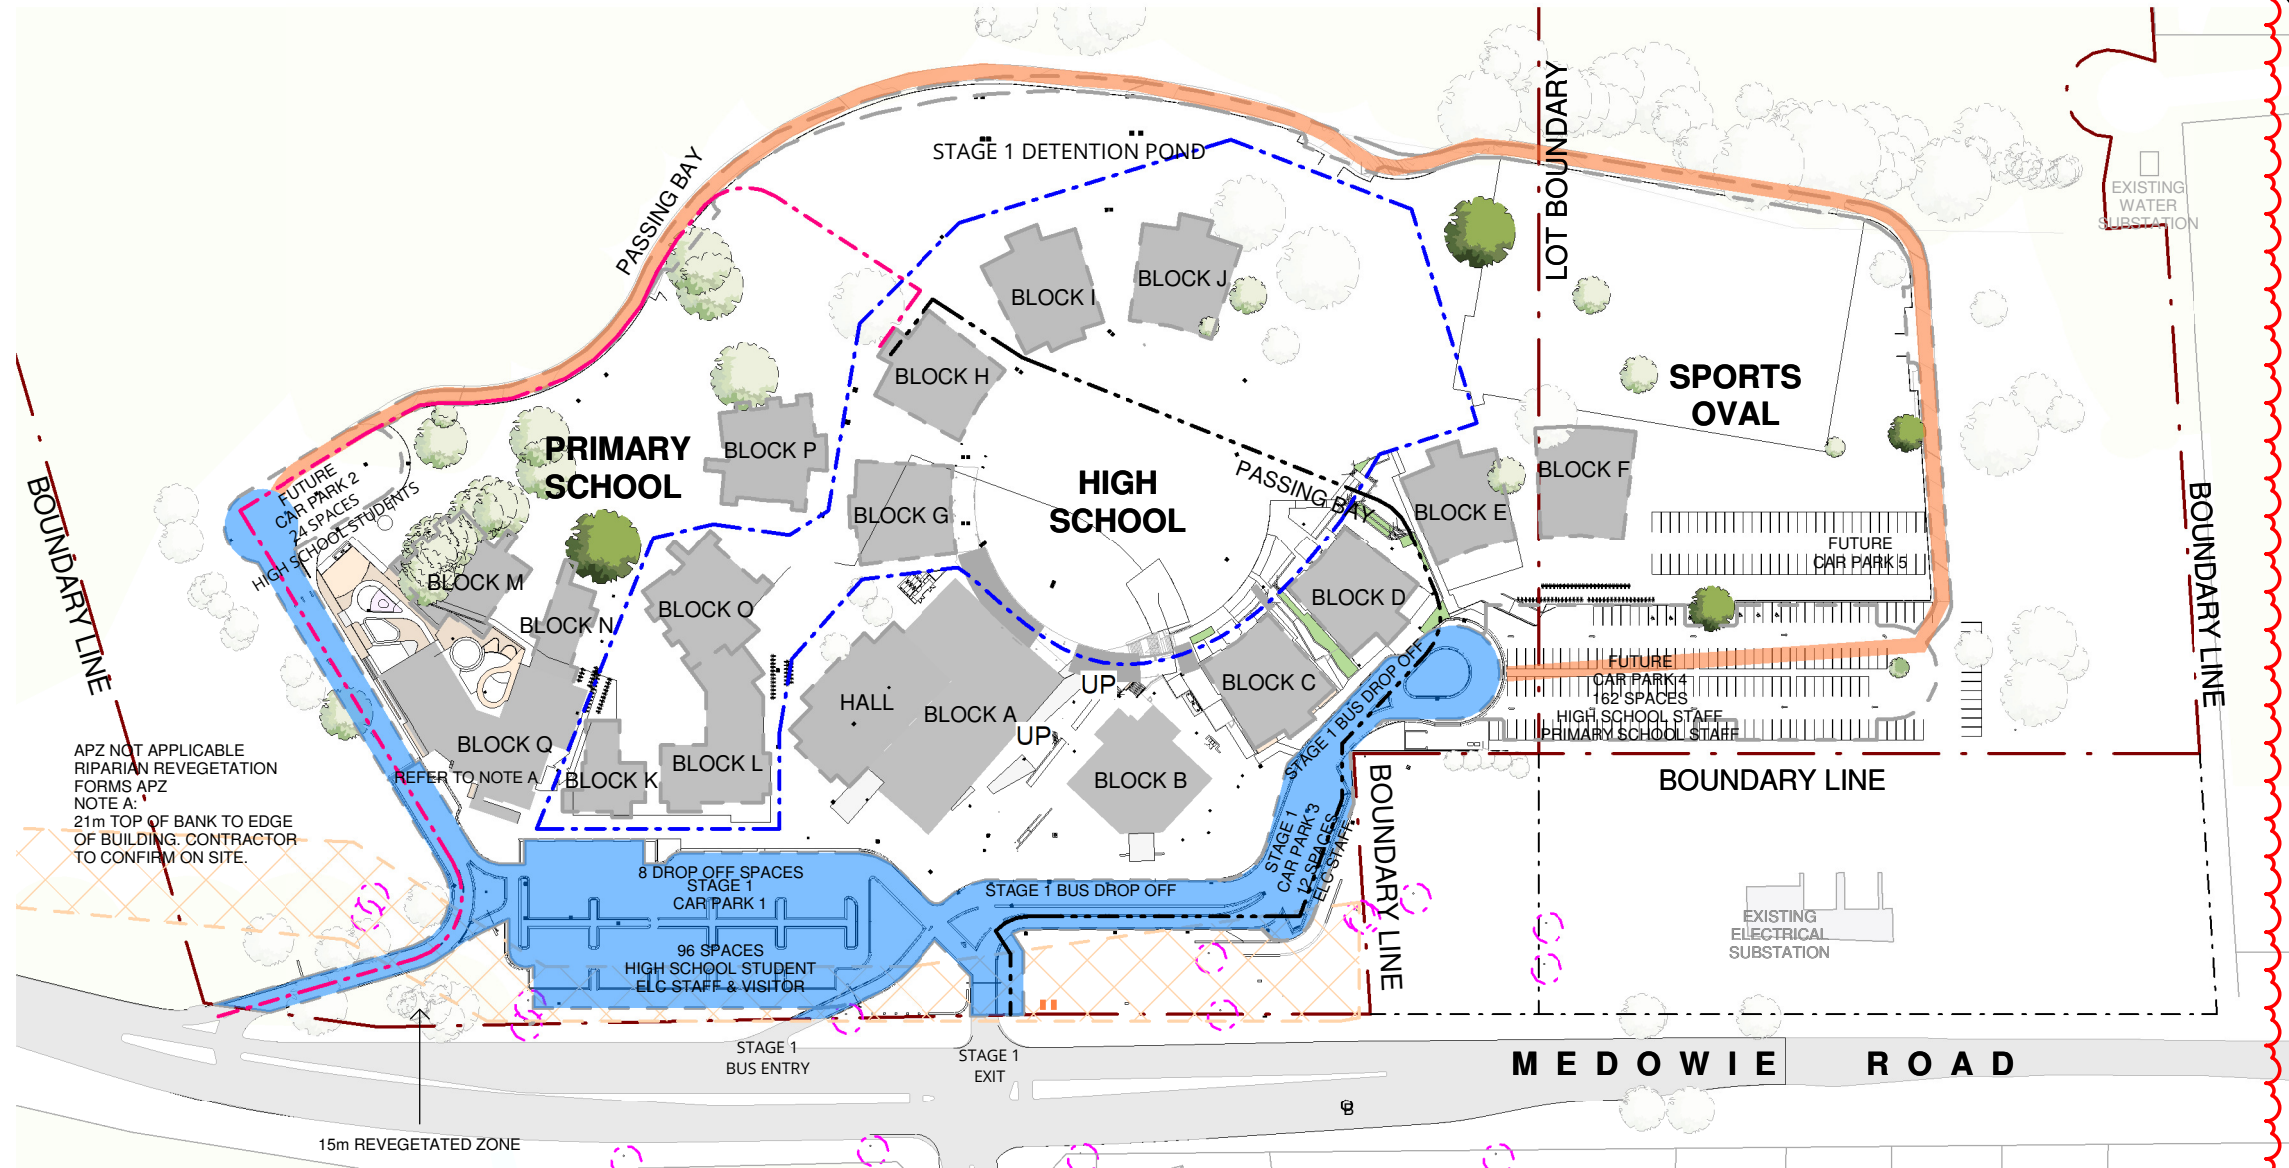 STAGE 1 DETENTION POND
PASSING BAY
LOT BOUNDARY
EXISTING
WATER
SUBSTATION
BLOCK I
BLOCK J
BLOCK H
SPORTS
OVAL
PRIMARY
SCHOOL
BLOCK P
HIGH
SCHOOL
PASSING BAY
BLOCK G
BLOCK E
BLOCK F
FUTURE
CAR PARK 5
FUTURE
CAR PARK 2
24 SPACES
HIGH SCHOOL STUDENTS
BOUNDARY LINE
BLOCK M
BLOCK N
BLOCK O
BLOCK D
BLOCK C
BOUNDARY LINE
FUTURE
CAR PARK 4
162 SPACES
HIGH SCHOOL STAFF
PRIMARY SCHOOL STAFF
UP
UP
HALL
BLOCK A
BLOCK B
STAGE 1 BUS DROP OFF
BLOCK Q
REFER TO NOTE A
BLOCK K
BLOCK L
BOUNDARY LINE
BOUNDARY LINE
APZ NOT APPLICABLE
RIPARIAN REVEGETATION
FORMS APZ
NOTE A:
21m TOP OF BANK TO EDGE
OF BUILDING. CONTRACTOR
TO CONFIRM ON SITE.
STAGE 1
CAR PARK 3
12 SPACES
ELC STAFF
8 DROP OFF SPACES
STAGE 1
CAR PARK 1
STAGE 1 BUS DROP OFF
96 SPACES
HIGH SCHOOL STUDENT
ELC STAFF & VISITOR
EXISTING
ELECTRICAL
SUBSTATION
STAGE 1
BUS ENTRY
STAGE 1
EXIT
MEDOWIE ROAD
15m REVEGETATED ZONE